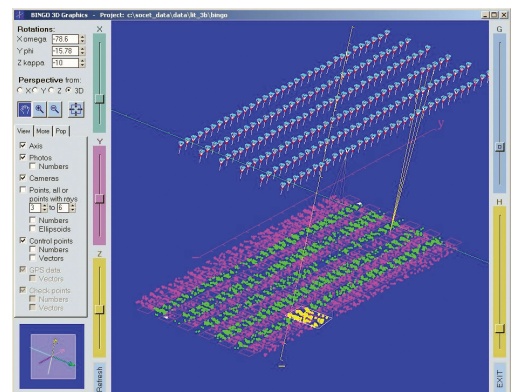 BINGO 3D Graphics - Project: c:\socet_data\data\lit_3b\bingo
Rotations:
X omega: -78.6
Y phi -15,78
Z kappa: -10
Perspective from:
X Y Z 3D
View More Pop
Axis
Photos
Numbers
Cameras
Points, all or
points with rays
3 to 6
Numbers
Ellipsoids
Control points
Numbers
Vectors
GPS data
Vectors
Check points
Numbers
Vectors
X
Y
Z
Refresh
y
G
H
EXIT